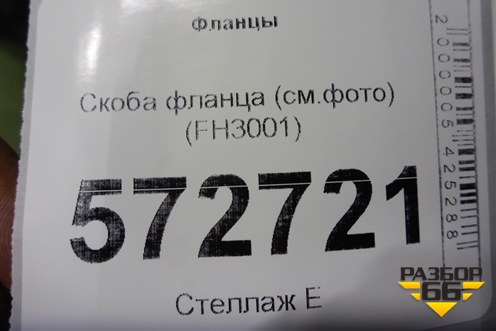 Фланцы
Скоба фланца (см.фото)
(FH3001)
572721
Стеллаж Е
2000005425288
РАЗБОР
66